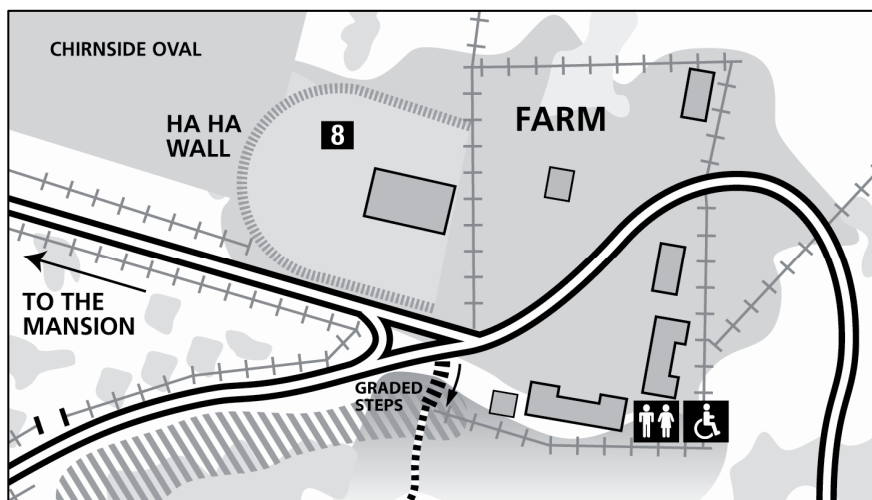 CHIRNSIDE OVAL
HA HA
WALL
8
FARM
TO THE
MANSION
GRADED
STEPS